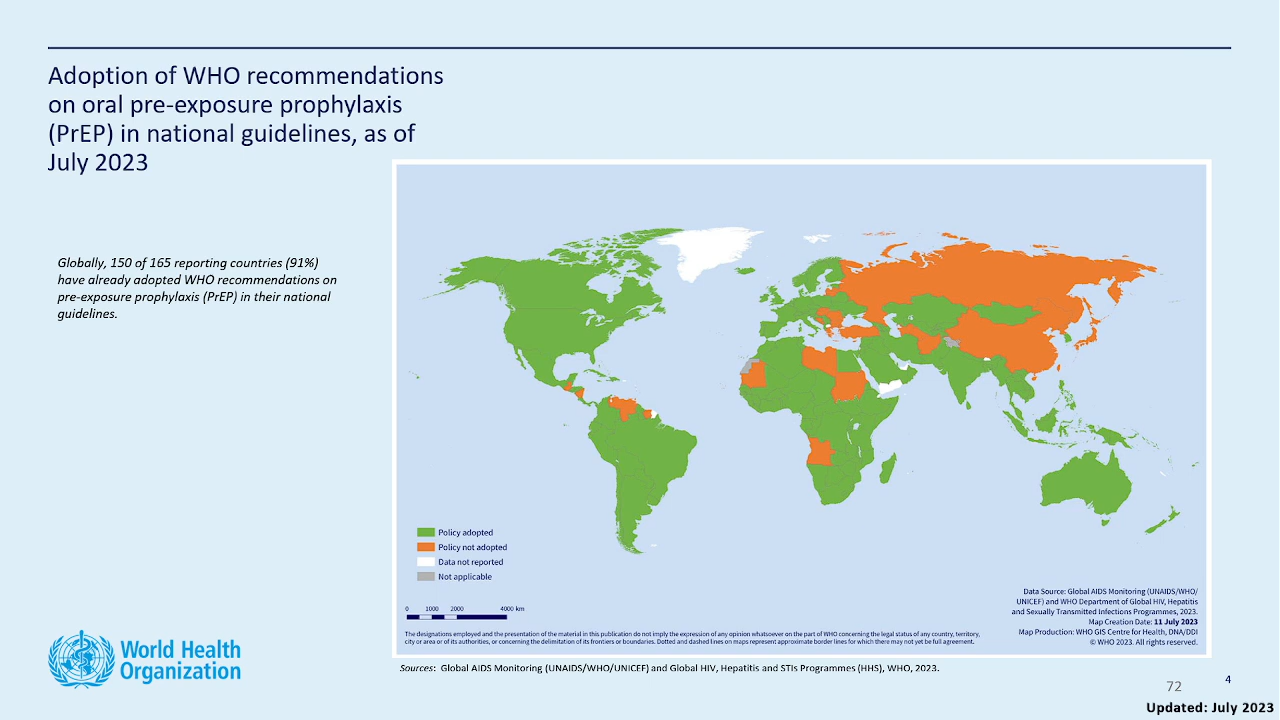 Adoption of WHO recommendations
on oral pre-exposure prophylaxis
(PrEP) in national guidelines, as of
July 2023
Globally, 150 of 165 reporting countries (91%)
have already adopted WHO recommendations on
pre-exposure prophylaxis (PrEP) in their national
guidelines.
Policy adopted
Policy not adopted
Data not reported
Not applicable
0 1000 2000 4000 km
Data Source: Global AIDS Monitoring (UNAIDS/WHO/
UNICEF) and WHO Department of Global HIV, Hepatitis
and Sexually Transmitted Infections Programmes, 2023.
Map Creation Date: 11 July 2023
Map Production: WHO GIS Centre for Health, DNA/DDI
© WHO 2023. All rights reserved.
The designations employed and the presentation of the material in this publication do not imply the expression of any opinion whatsoever on the part of WHO concerning the legal status of any country, territory,
city or area or of its authorities, or concerning the delimitation of its frontiers or boundaries. Dotted and dashed lines on maps represent approximate border lines for which there may not yet be full agreement.
World Health
Organization
Sources: Global AIDS Monitoring (UNAIDS/WHO/UNICEF) and Global HIV, Hepatitis and STIs Programmes (HHS), WHO, 2023.
72
4
Updated: July 2023